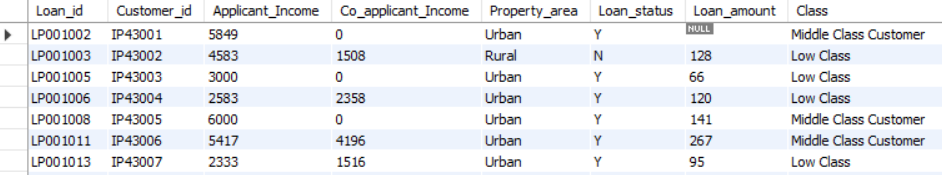 Loan_id Customer_id Applicant_Income Co_applicant_Income Property_area Loan_status Loan_amount Class
LP001002 IP43001 5849 0 Urban Y NULL Middle Class Customer
LP001003 IP43002 4583 1508 Rural N 128 Low Class
LP001005 IP43003 3000 0 Urban Y 66 Low Class
LP001006 IP43004 2583 2358 Urban Y 120 Low Class
LP001008 IP43005 6000 0 Urban Y 141 Middle Class Customer
LP001011 IP43006 5417 4196 Urban Y 267 Middle Class Customer
LP001013 IP43007 2333 1516 Urban Y 95 Low Class